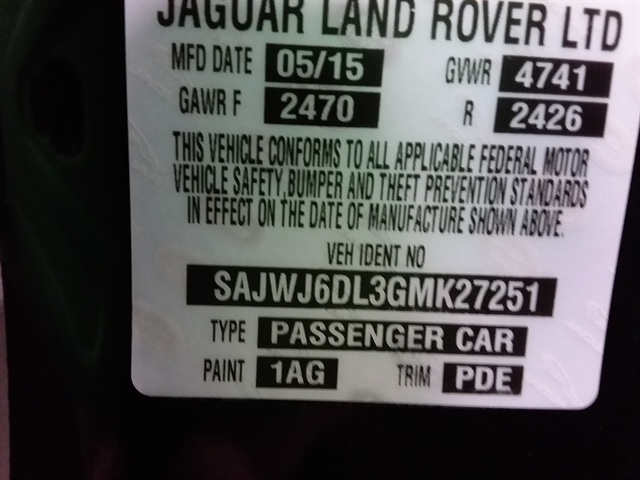 JAGUAR LAND ROVER LTD
MFD DATE 05/15 GVWR 4741
GAWR F 2470 R 2426
THIS VEHICLE CONFORMS TO ALL APPLICABLE FEDERAL MOTOR
VEHICLE SAFETY, BUMPER AND THEFT PREVENTION STANDARDS
IN EFFECT ON THE DATE OF MANUFACTURE SHOWN ABOVE.
VEH IDENT NO
SAJWJ6DL3GMK27251
TYPE PASSENGER CAR
PAINT 1AG TRIM PDE